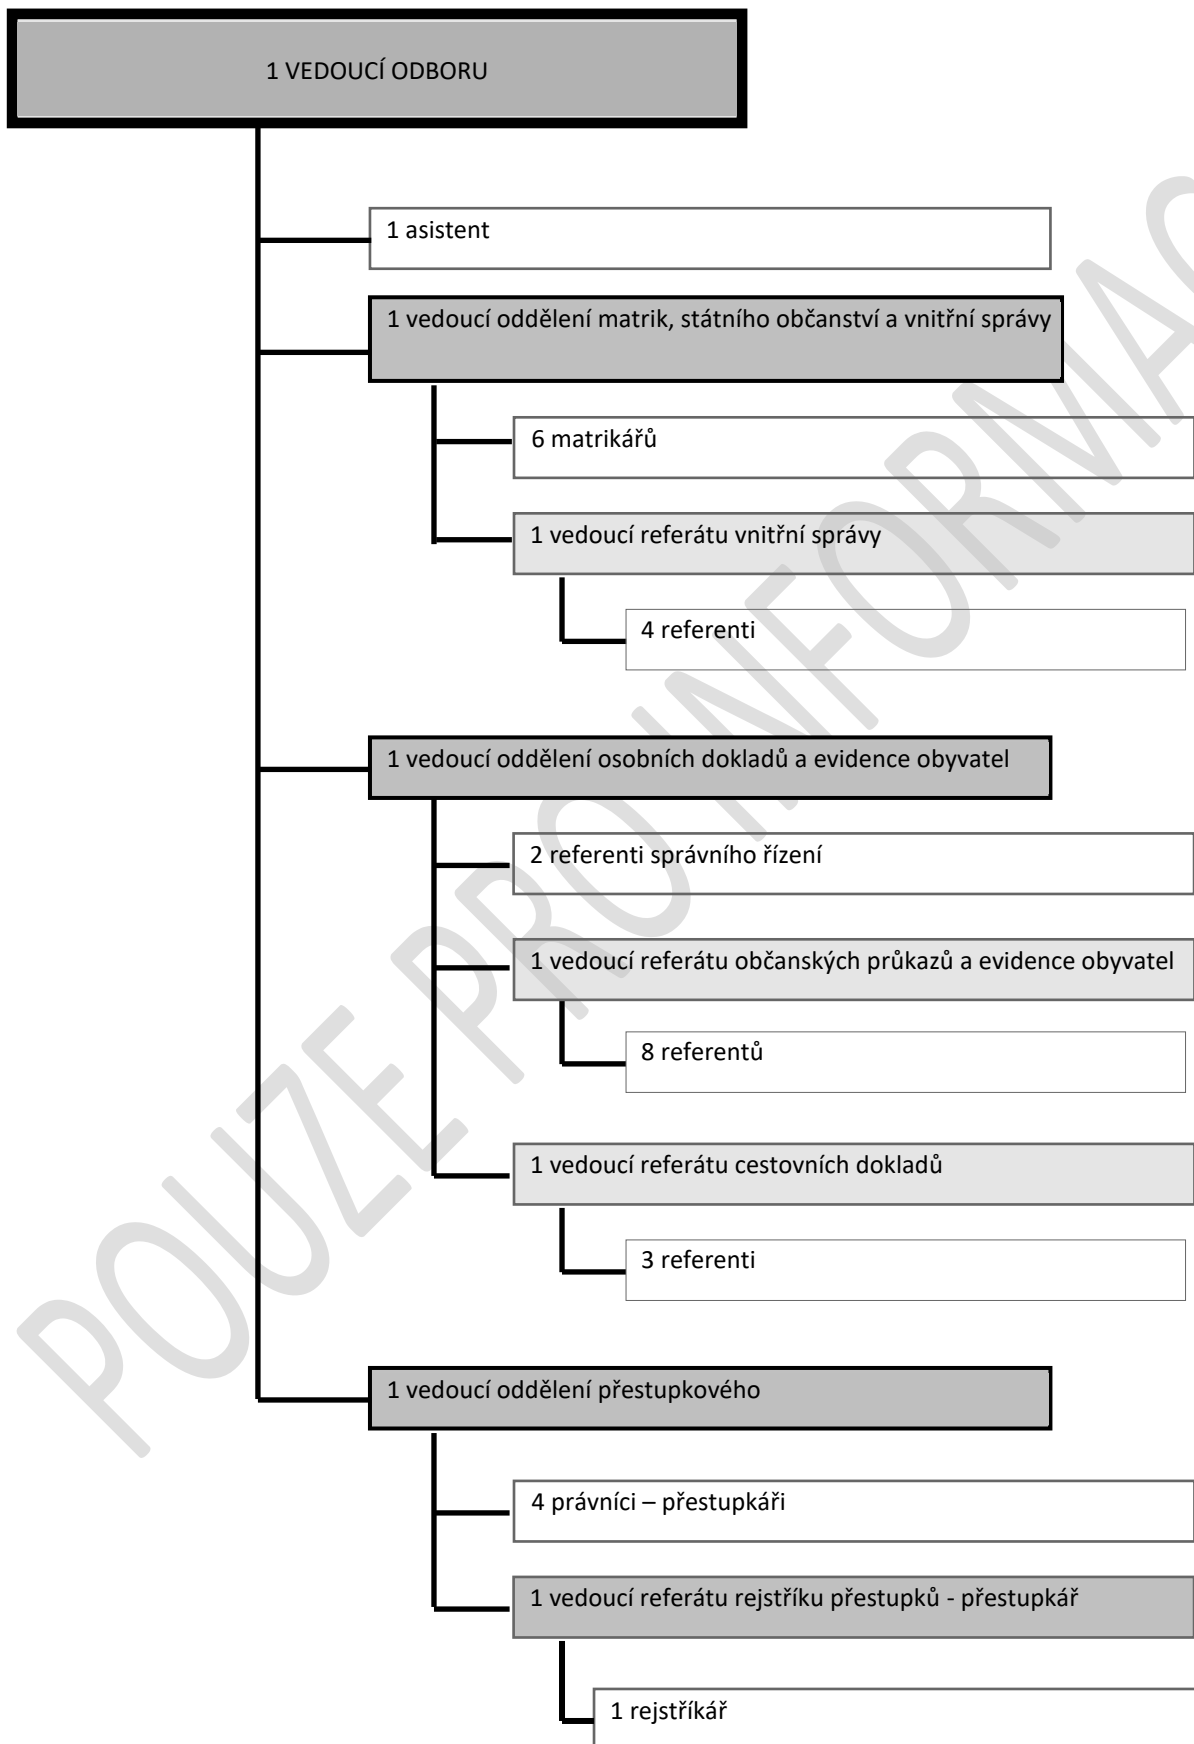 1 VEDOUCÍ ODBORU
1 asistent
1 vedoucí oddělení matrik, státního občanství a vnitřní správy
6 matrikářů
1 vedoucí referátu vnitřní správy
4 referenti
1 vedoucí oddělení osobních dokladů a evidence obyvatel
2 referenti správního řízení
1 vedoucí referátu občanských průkazů a evidence obyvatel
8 referentů
1 vedoucí referátu cestovních dokladů
3 referenti
1 vedoucí oddělení přestupkového
4 právníci – přestupkáři
1 vedoucí referátu rejstříku přestupků - přestupkář
1 rejstříkář
POUZE PRO INFORMAC